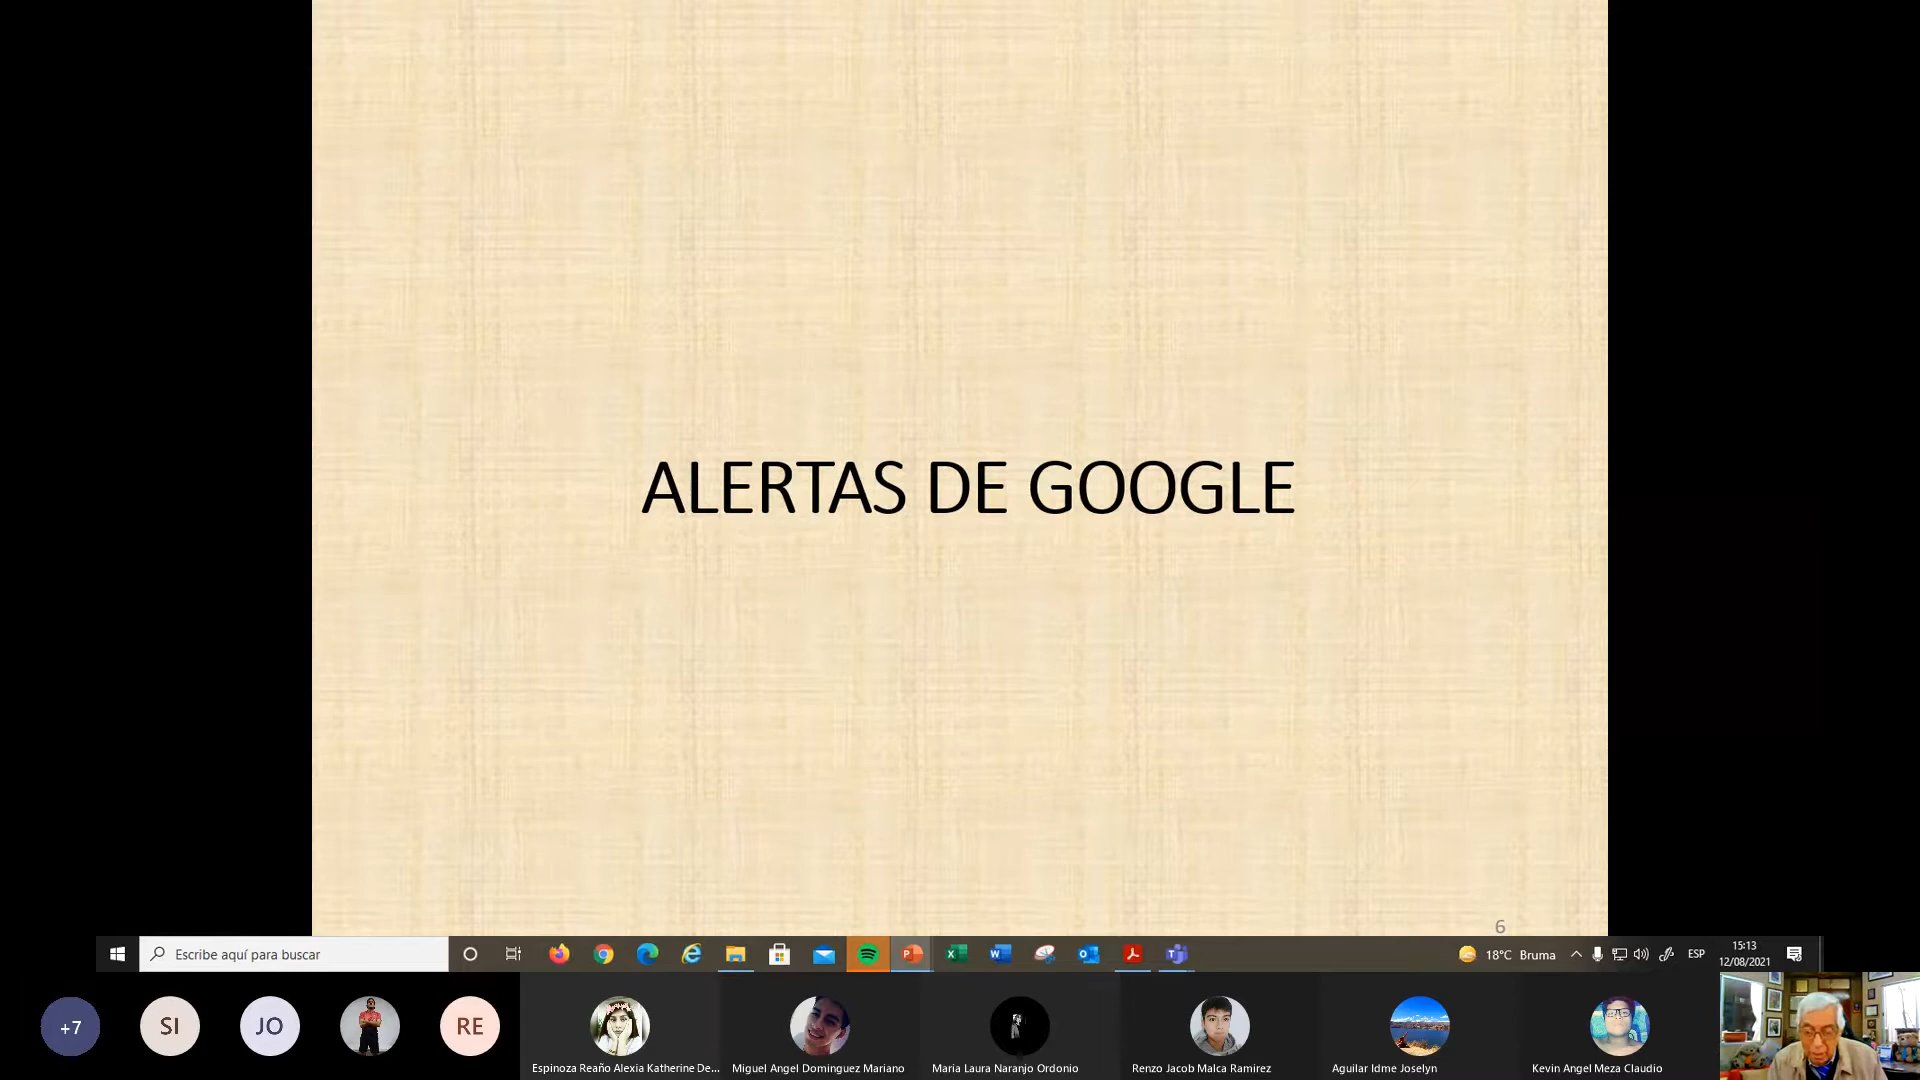 ALERTAS DE GOOGLE
6
Escribe aquí para buscar
18°C Bruma
ESP
15:13
12/08/2021
+7
SI
JO
RE
Espinoza Reaño Alexia Katherine De...
Miguel Angel Dominguez Mariano
Maria Laura Naranjo Ordonio
Renzo Jacob Malca Ramirez
Aguilar Idme Joselyn
Kevin Angel Meza Claudio